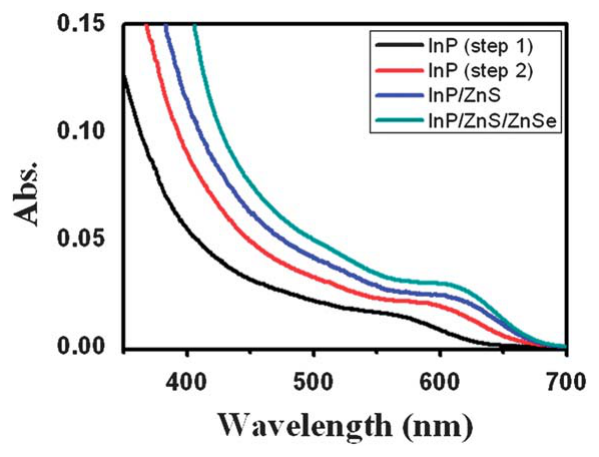 0.15
0.10
0.05
0.00
Abs.
InP (step 1)
InP (step 2)
InP/ZnS
InP/ZnS/ZnSe
400 500 600 700
Wavelength (nm)